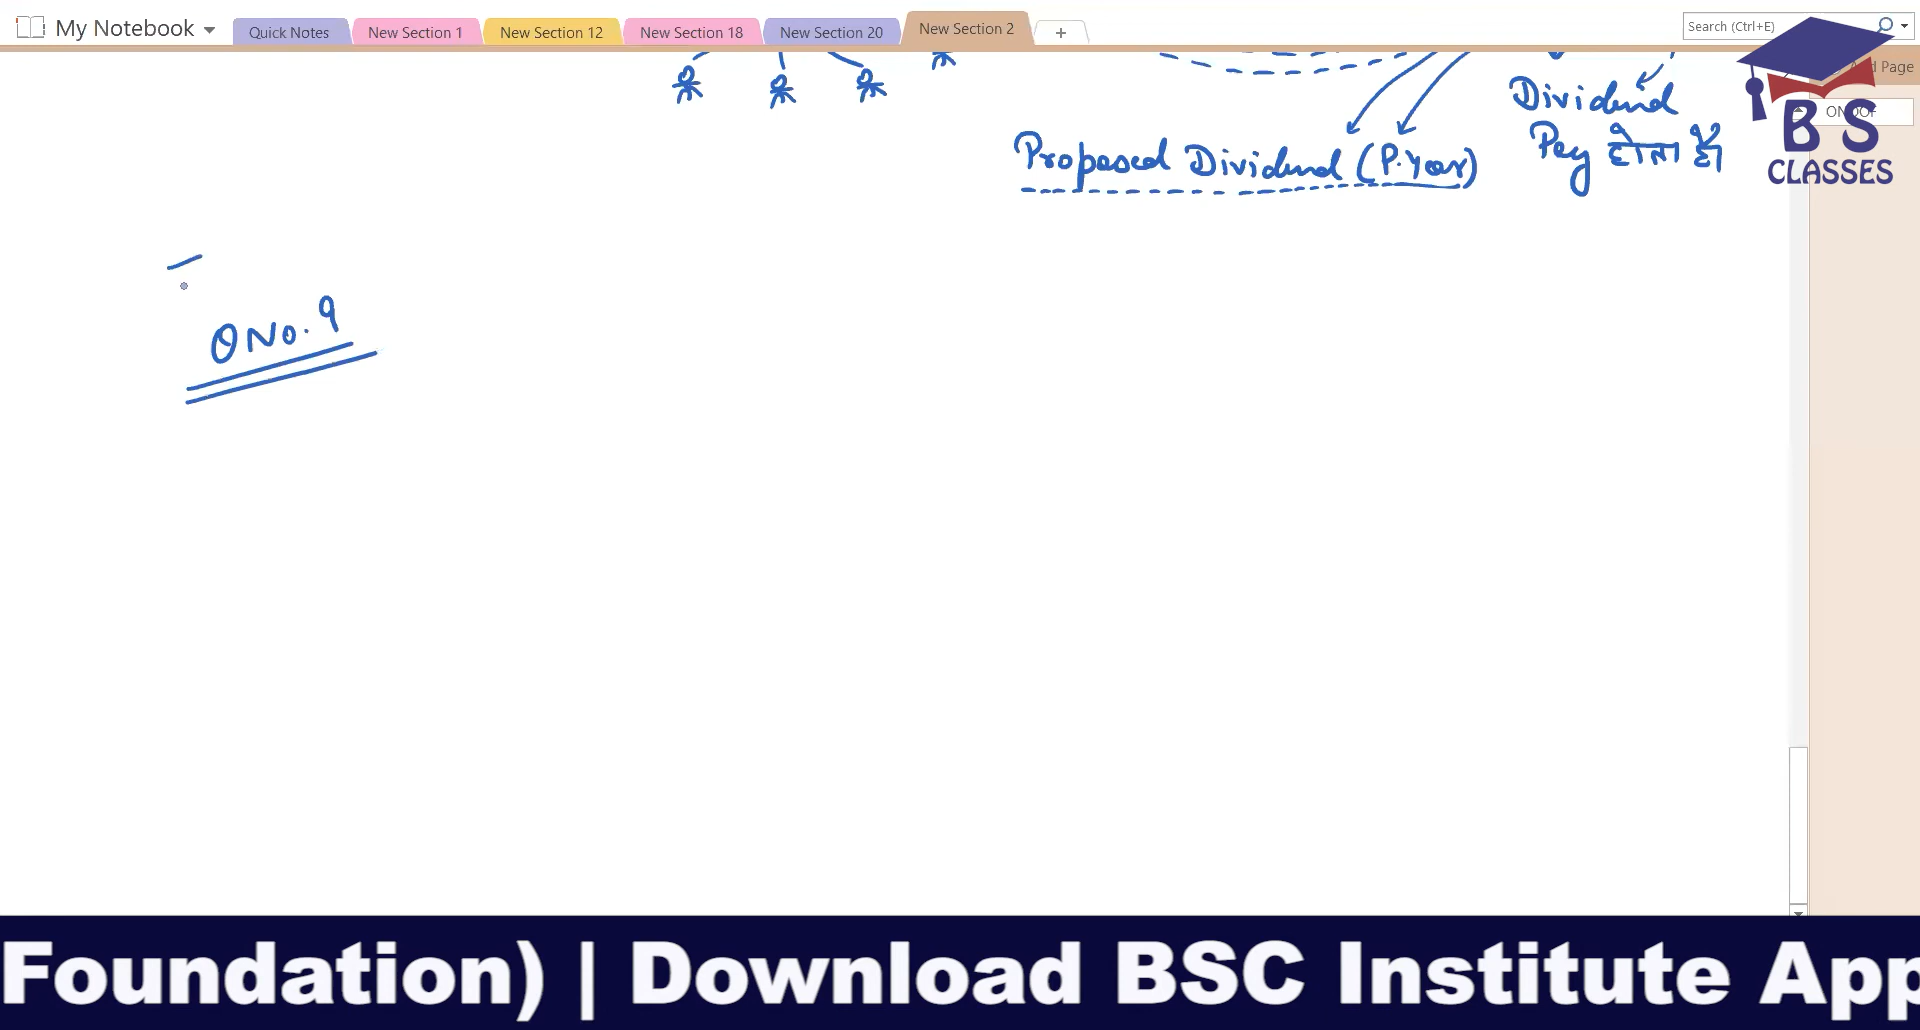 My Notebook
Quick Notes
New Section 1
New Section 12
New Section 18
New Section 20
New Section 2
+
Search (Ctrl+E)
d Page
BS
CLASSES
Dividend
Pay होता है
Proposed Dividend (P.Year)
QNo. 9
Foundation) | Download BSC Institute App